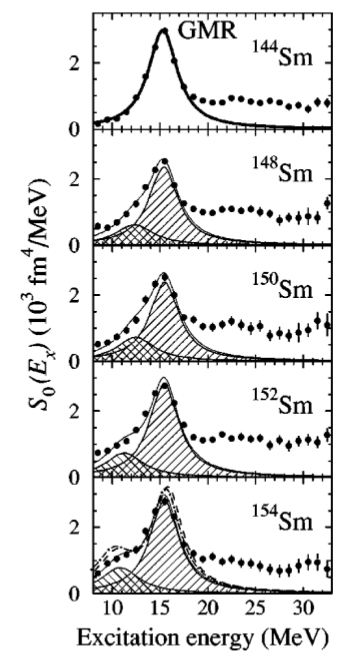 GMR
¹⁴⁴Sm
2
0
¹⁴⁸Sm
2
0
¹⁵⁰Sm
2
0
¹⁵²Sm
2
0
¹⁵⁴Sm
2
0
S₀(Eₓ) (10³ fm⁴/MeV)
10 15 20 25 30
Excitation energy (MeV)